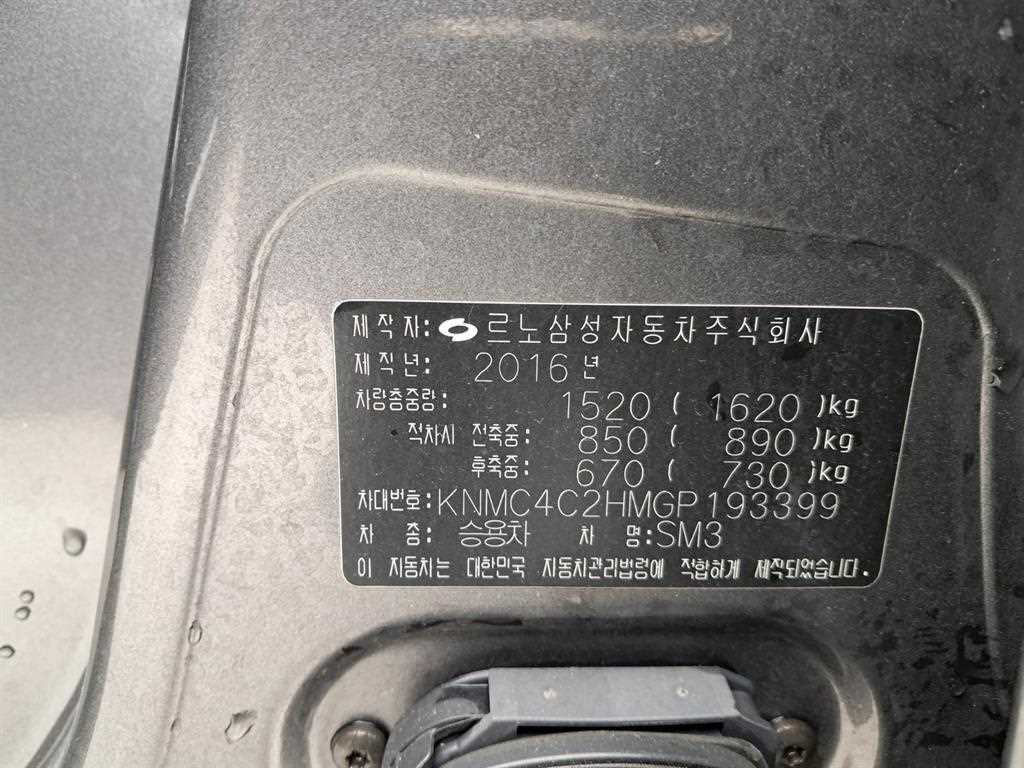 제 작 자: 르노삼성자동차주식회사
제 작 년: 2016 년
차량총중량: 1520 ( 1620 )kg
적차시 전축중: 850 ( 890 )kg
후축중: 670 ( 730 )kg
차대번호: KNMC4C2HMGP193399
차 종: 승용차 차 명: SM3
이 자동차는 대한민국 자동차관리법령에 적합하게 제작되었습니다.